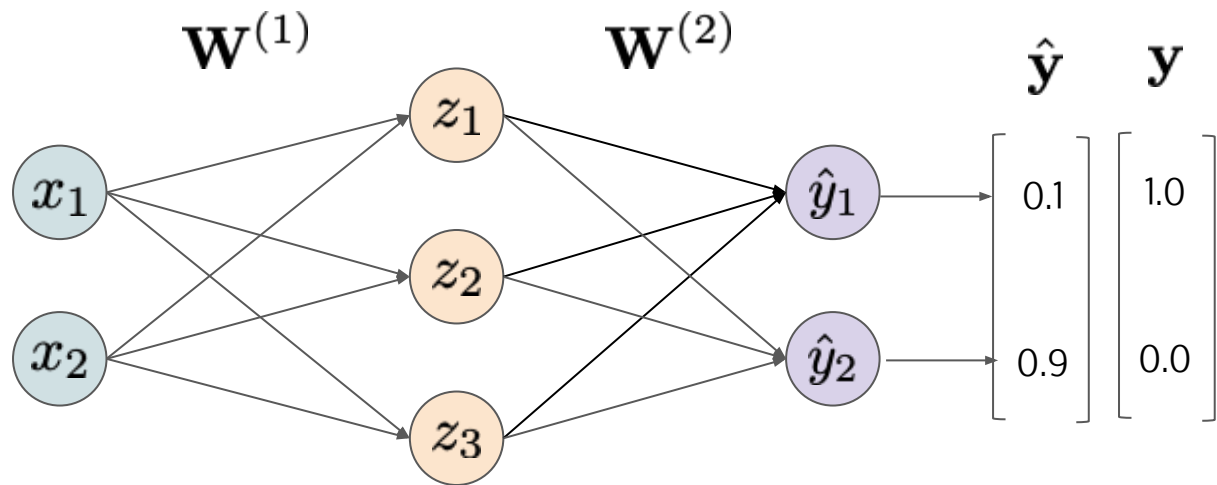 W(1) W(2) ŷ y
z₁
x₁ ŷ₁ 0.1 1.0
z₂
x₂ ŷ₂ 0.9 0.0
z₃